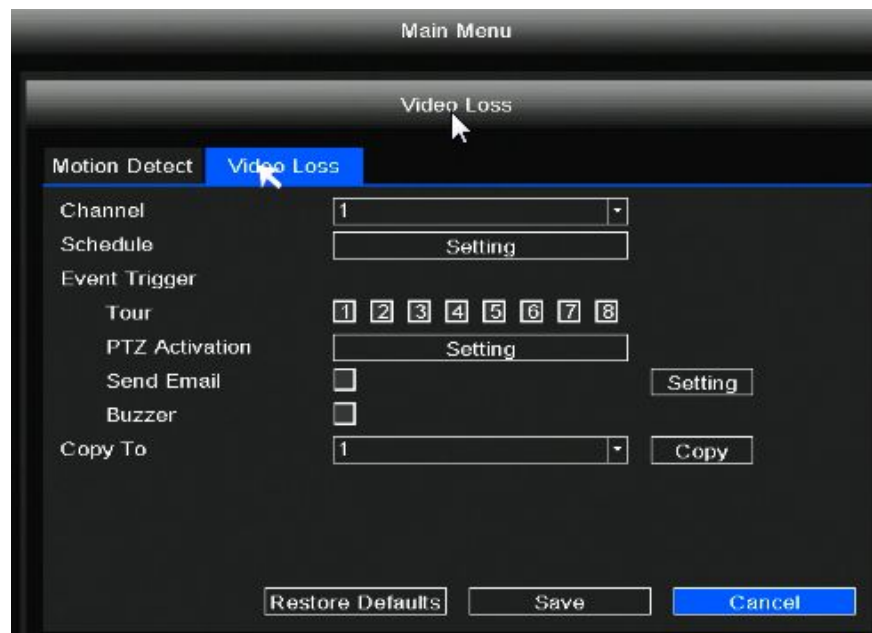 Main Menu
Video Loss
Motion Detect Video Loss
Channel 1
Schedule Setting
Event Trigger
Tour 1 2 3 4 5 6 7 8
PTZ Activation Setting
Send Email Setting
Buzzer
Copy To 1 Copy
Restore Defaults Save Cancel